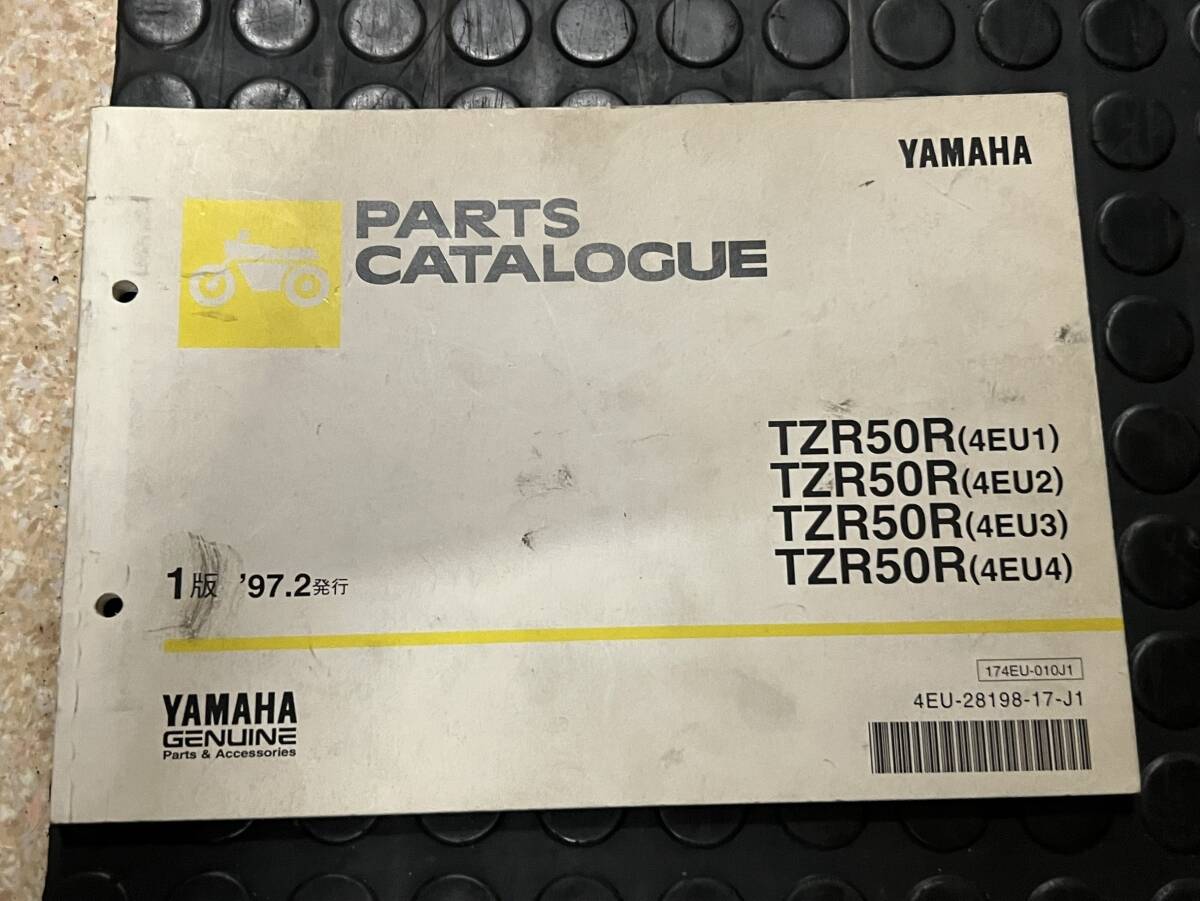 YAMAHA
PARTS
CATALOGUE
TZR50R(4EU1)
TZR50R(4EU2)
TZR50R(4EU3)
TZR50R(4EU4)
1版 '97.2発行
174EU-010J1
4EU-28198-17-J1
YAMAHA
GENUINE
Parts & Accessories